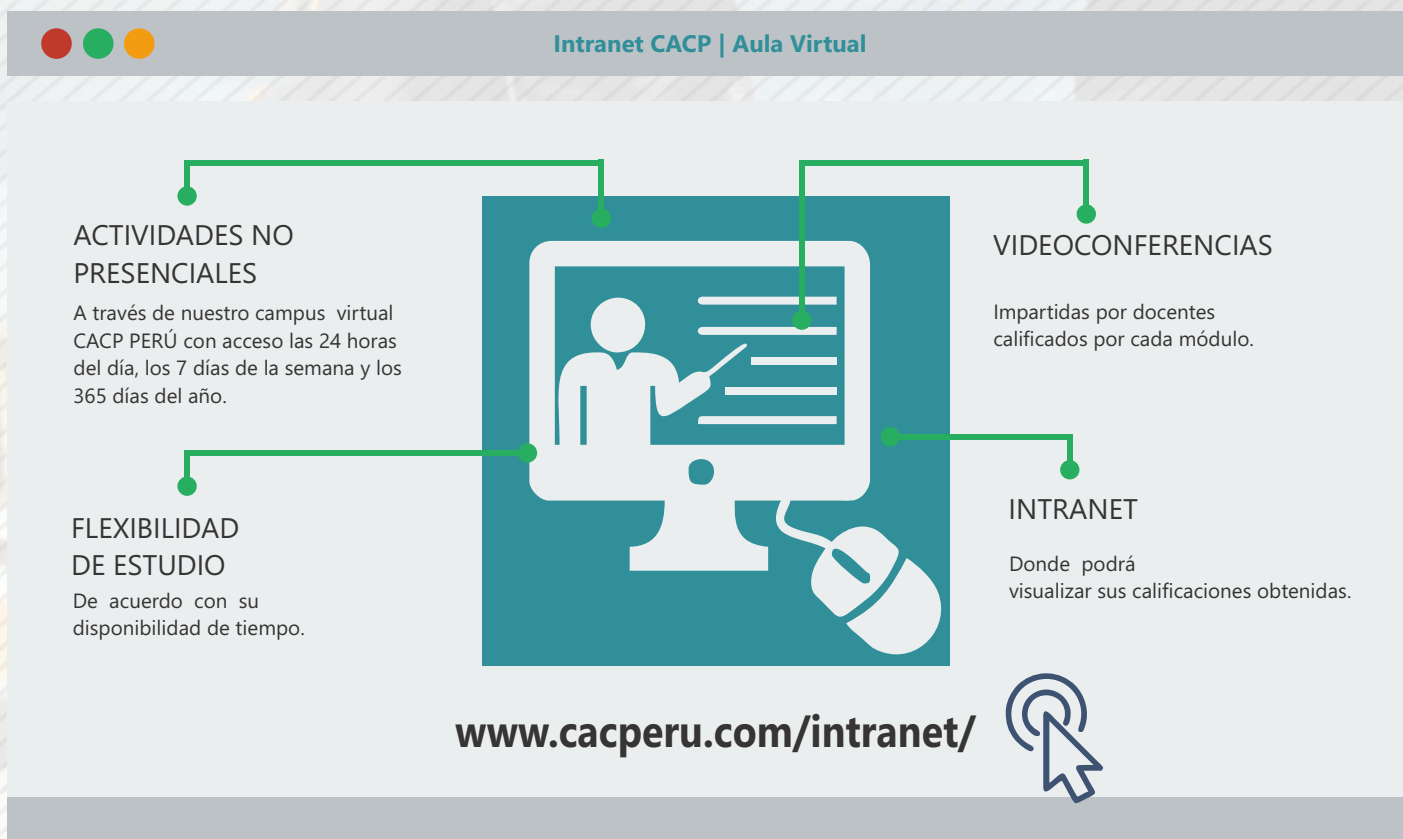 Intranet CACP | Aula Virtual
ACTIVIDADES NO
PRESENCIALES
A través de nuestro campus virtual
CACP PERÚ con acceso las 24 horas
del día, los 7 días de la semana y los
365 días del año.
FLEXIBILIDAD
DE ESTUDIO
De acuerdo con su
disponibilidad de tiempo.
VIDEOCONFERENCIAS
Impartidas por docentes
calificados por cada módulo.
INTRANET
Donde podrá
visualizar sus calificaciones obtenidas.
www.cacperu.com/intranet/